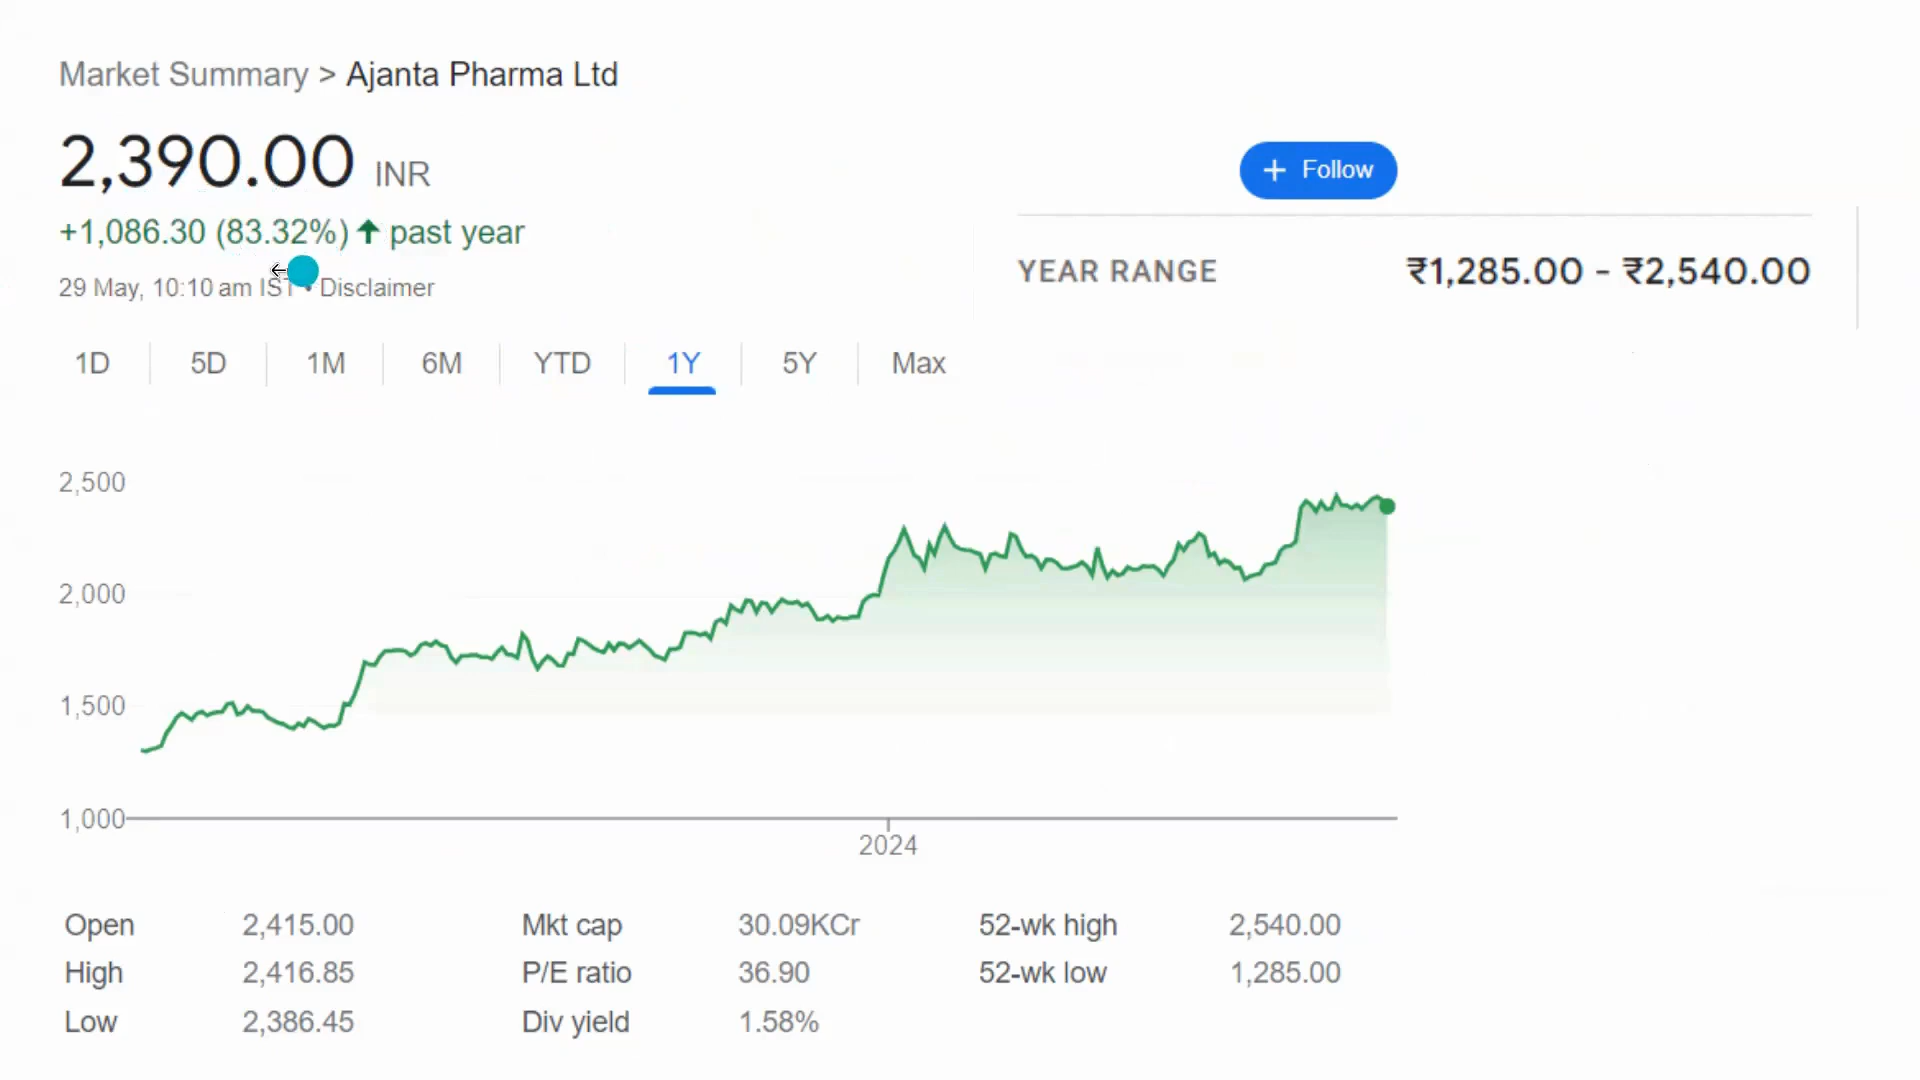 Market Summary > Ajanta Pharma Ltd
2,390.00 INR
+ Follow
+1,086.30 (83.32%) ↑ past year
YEAR RANGE ₹1,285.00 - ₹2,540.00
29 May, 10:10 am IST • Disclaimer
1D 5D 1M 6M YTD 1Y 5Y Max
2,500
2,000
1,500
1,000
2024
Open 2,415.00 Mkt cap 30.09KCr 52-wk high 2,540.00
High 2,416.85 P/E ratio 36.90 52-wk low 1,285.00
Low 2,386.45 Div yield 1.58%